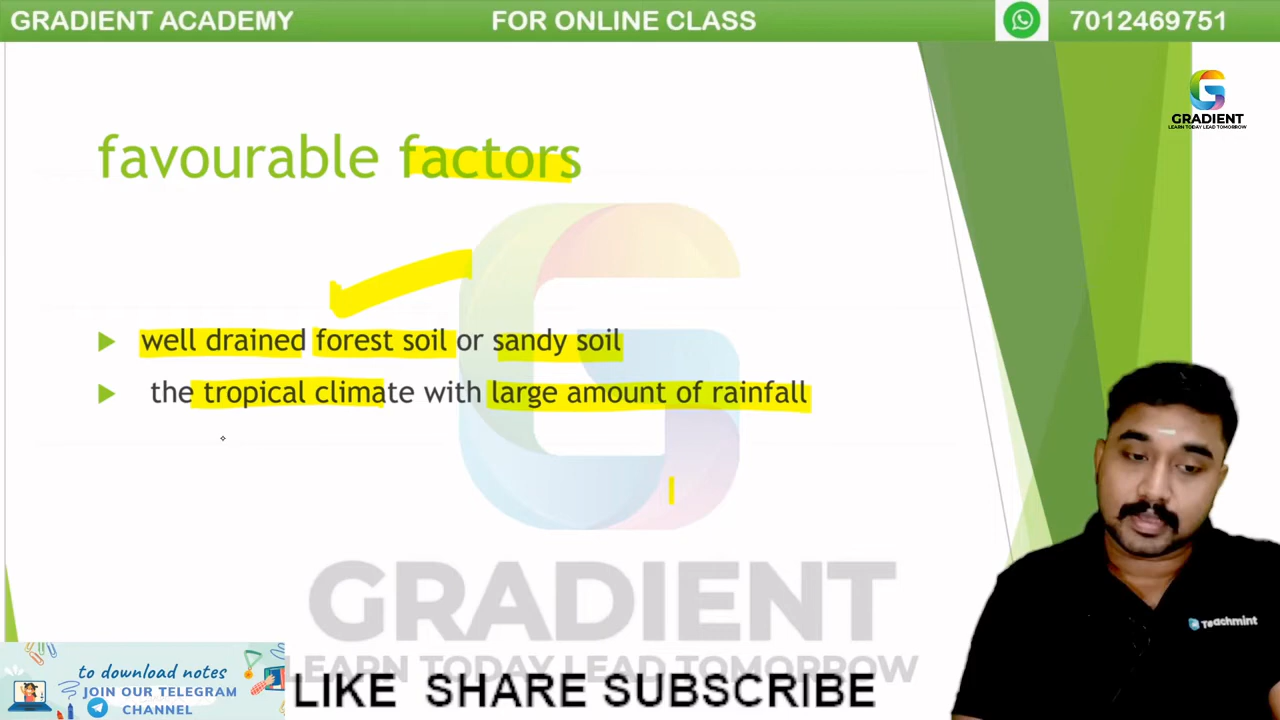 GRADIENT ACADEMY FOR ONLINE CLASS 7012469751
GRADIENT
LEARN TODAY LEAD TOMORROW
favourable factors
well drained forest soil or sandy soil
the tropical climate with large amount of rainfall
GRADIENT
LEARN TODAY LEAD TOMORROW
Teachmint
to download notes
JOIN OUR TELEGRAM
CHANNEL
LIKE SHARE SUBSCRIBE